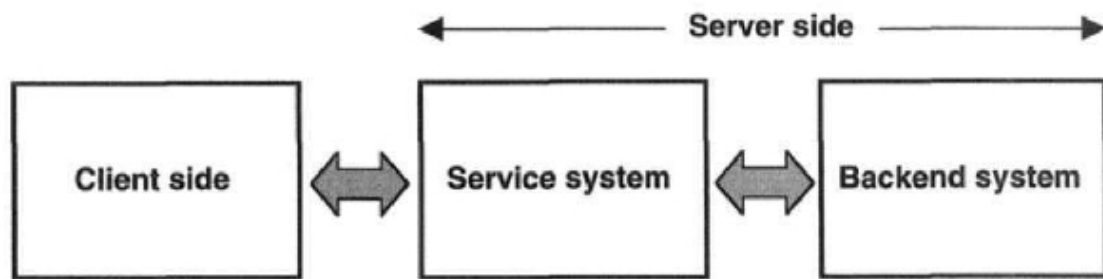 Server side
Client side
Service system
Backend system